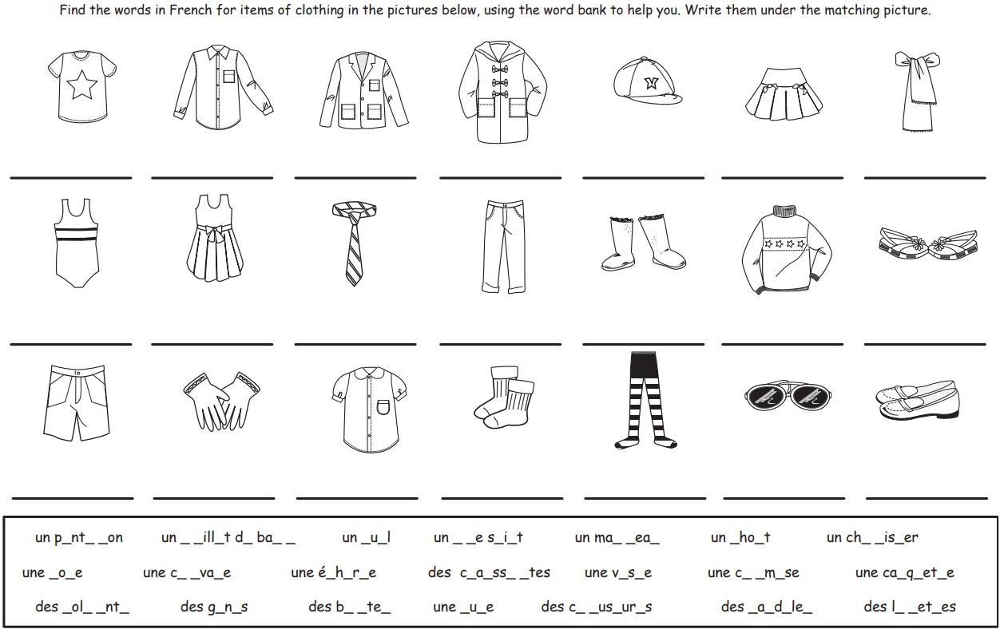 Find the words in French for items of clothing in the pictures below, using the word bank to help you. Write them under the matching picture.
un p_nt_ _on un _ _ill_t d_ ba_ _ un _u_l un _ _e s_i_t un ma_ _ea_ un _ho_t un ch_ _is_er
une _o_e une c_ _va_e une é_h_r_e des c_a_ss_ _tes une v_s_e une c_ _m_se une ca_q_et_e
des _ol_ _nt_ des g_n_s des b_ _te_ une _u_e des c_ _us_ur_s des _a_d_le_ des l_ _et_es